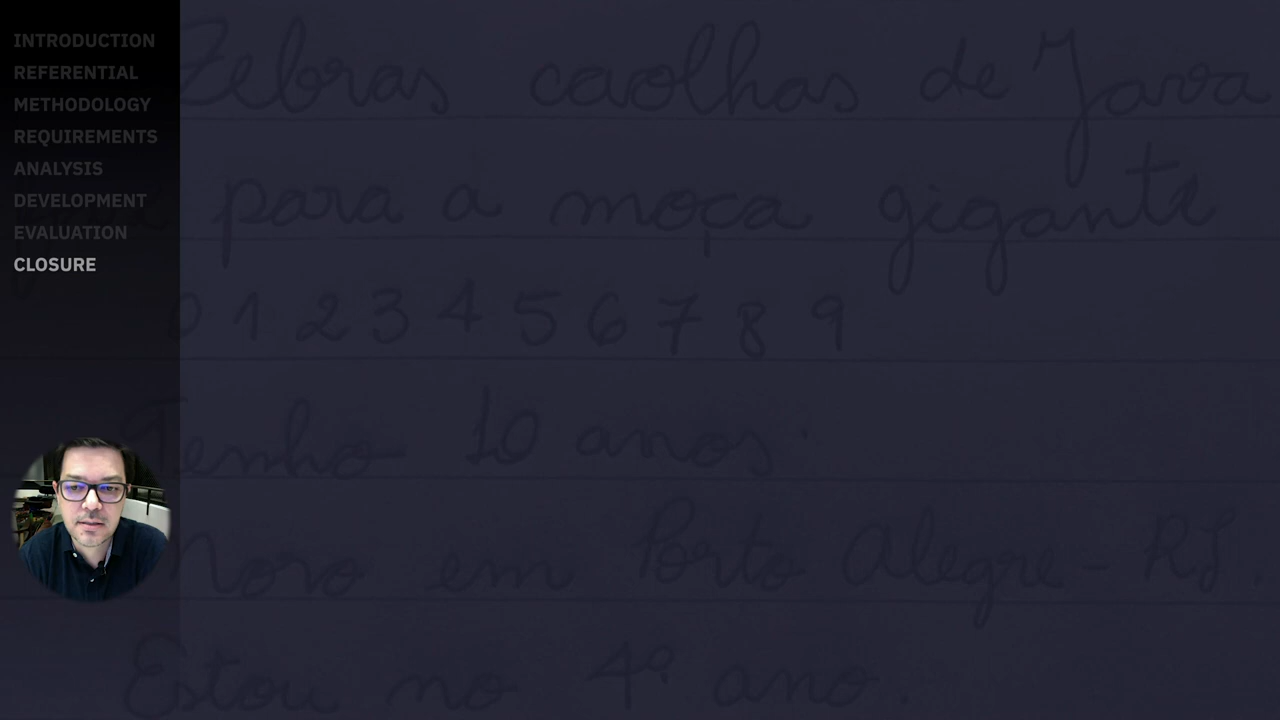 INTRODUCTION
REFERENTIAL
METHODOLOGY
REQUIREMENTS
ANALYSIS
DEVELOPMENT
EVALUATION
CLOSURE
Zebras caolhas de Java
para a moça gigante
0 1 2 3 4 5 6 7 8 9
Tenho 10 anos.
Moro em Porto Alegre - RS.
Estou no 4º ano.